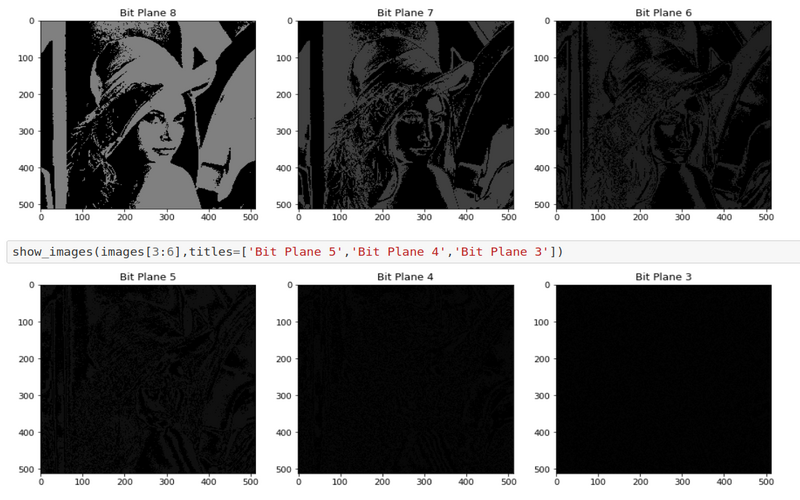 Bit Plane 8 Bit Plane 7 Bit Plane 6
0 0 0
100 100 100
200 200 200
300 300 300
400 400 400
500 500 500
0 100 200 300 400 500 0 100 200 300 400 500 0 100 200 300 400 500
show_images(images[3:6],titles=['Bit Plane 5','Bit Plane 4','Bit Plane 3'])
Bit Plane 5 Bit Plane 4 Bit Plane 3
0 0 0
100 100 100
200 200 200
300 300 300
400 400 400
500 500 500
0 100 200 300 400 500 0 100 200 300 400 500 0 100 200 300 400 500